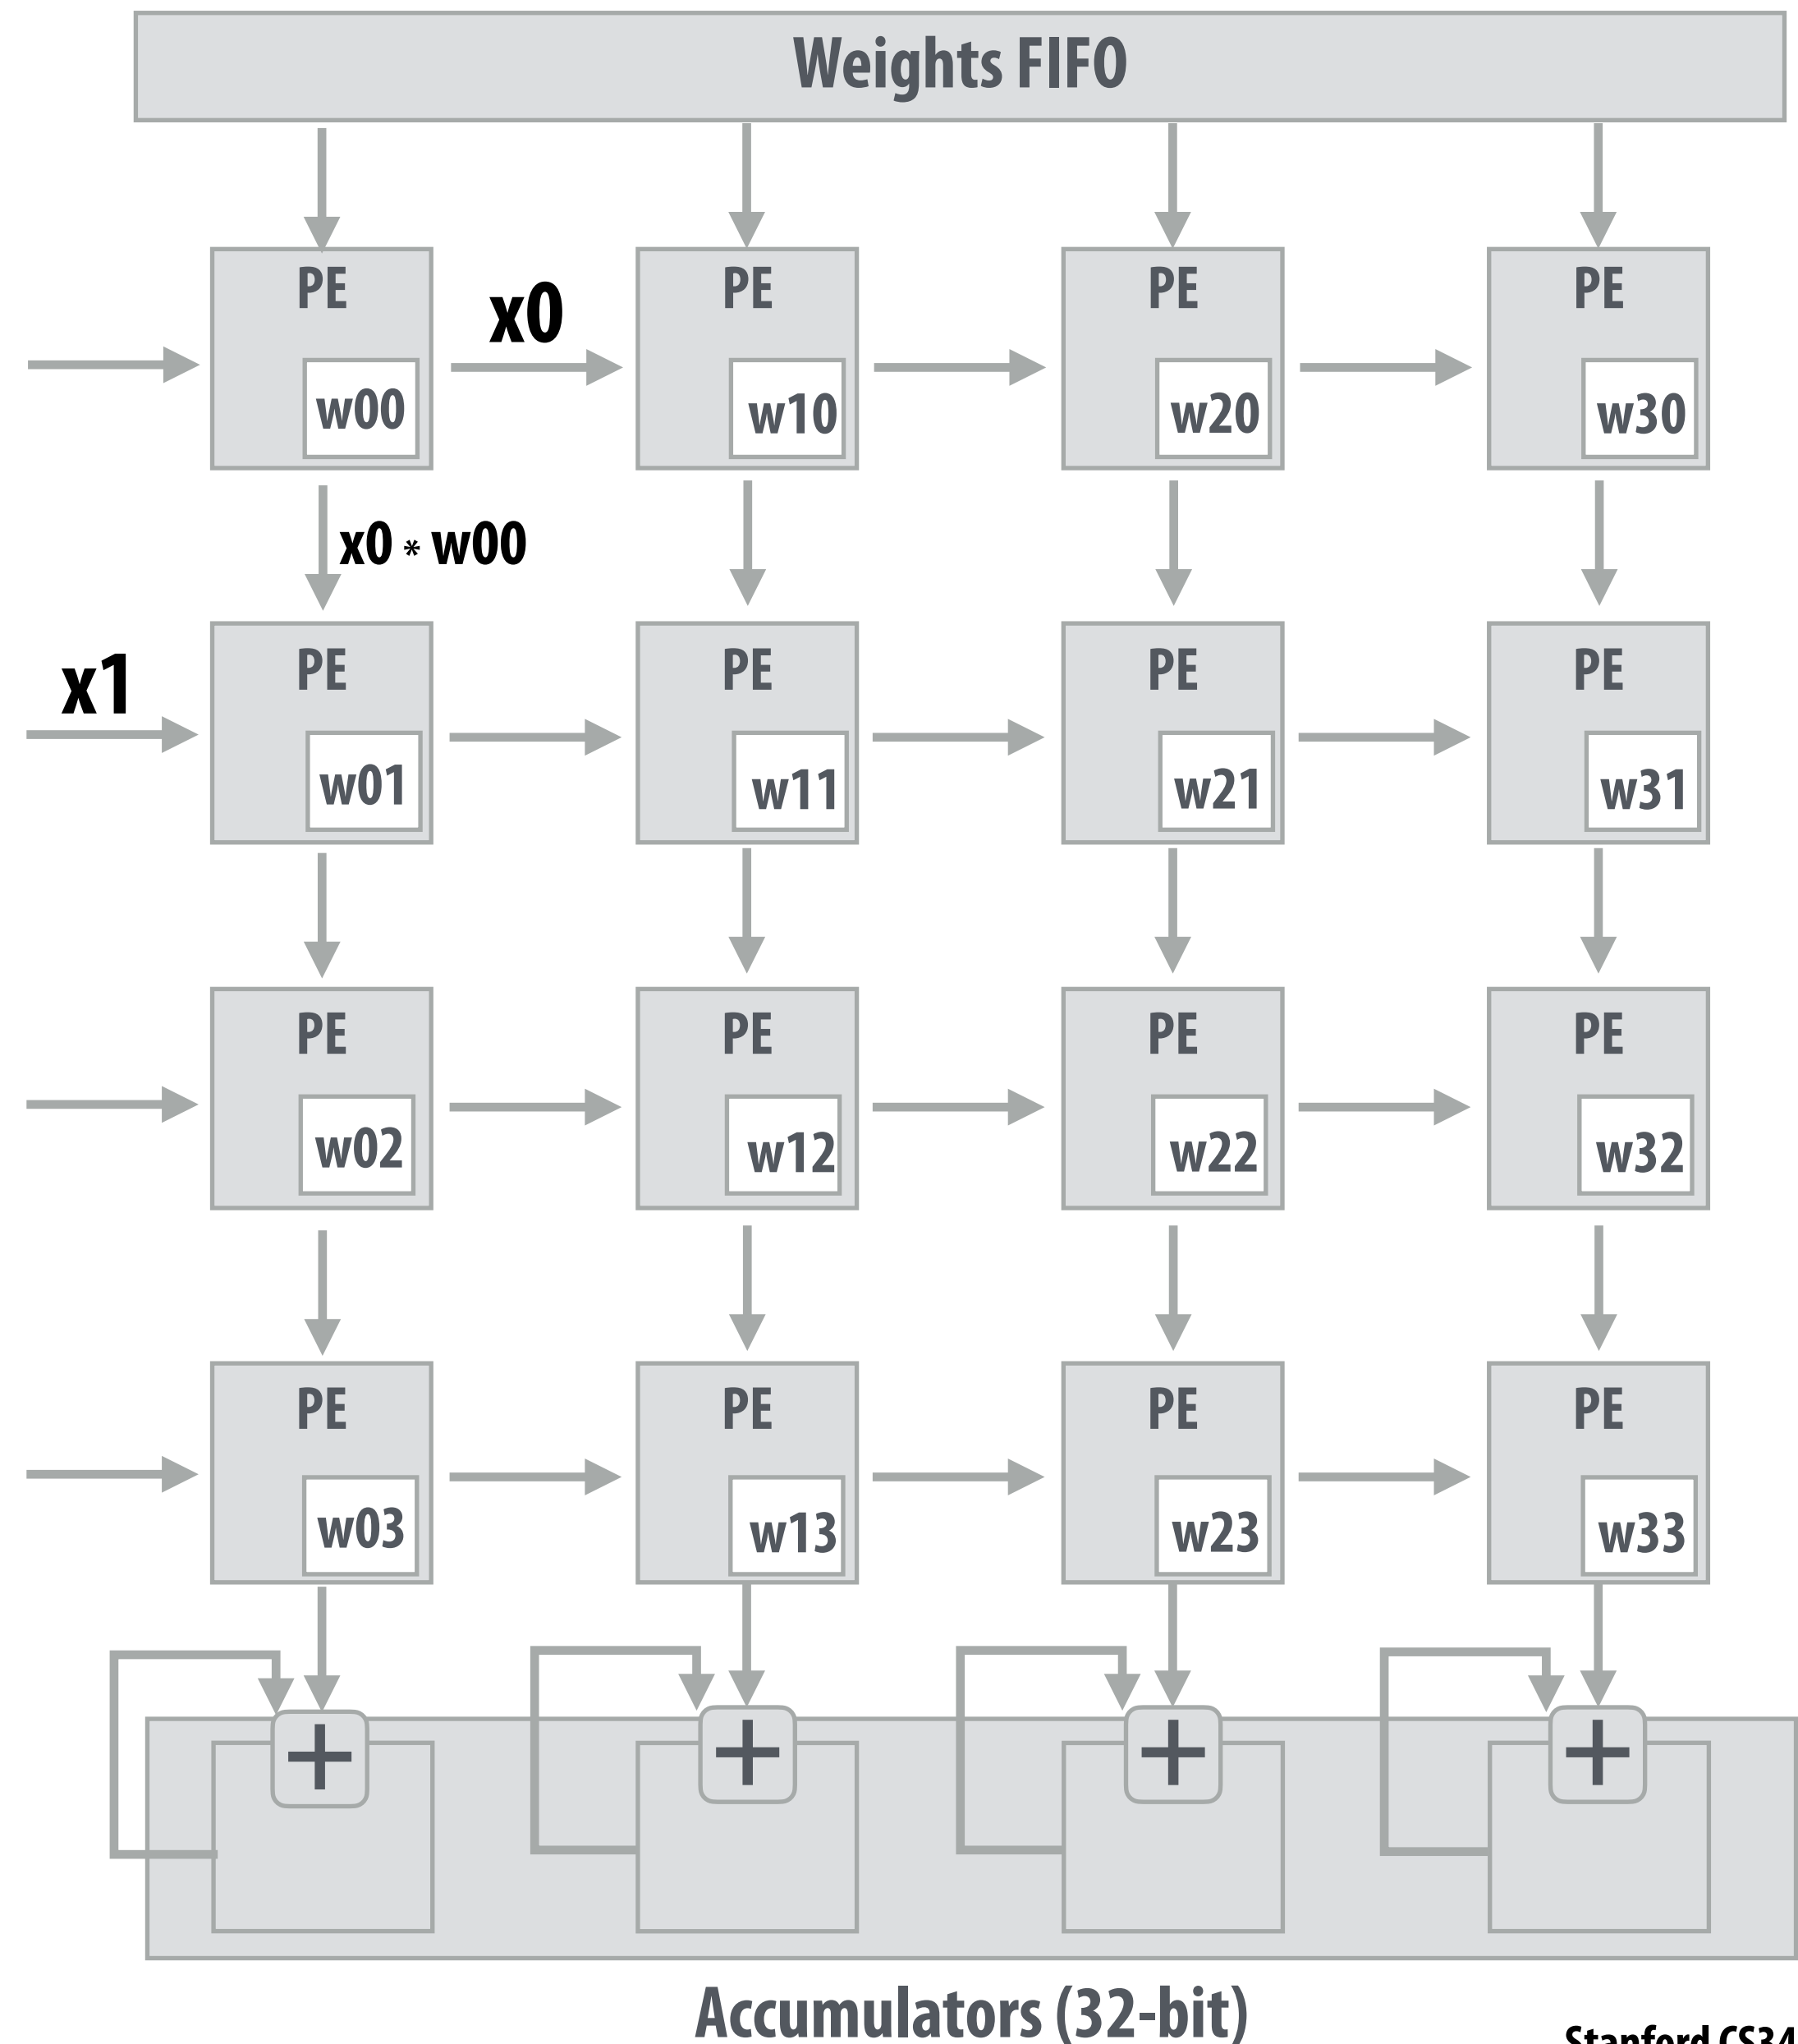 Weights FIFO
PE PE PE PE
x0
w00 w10 w20 w30
x0 * w00
PE PE PE PE
x1
w01 w11 w21 w31
PE PE PE PE
w02 w12 w22 w32
PE PE PE PE
w03 w13 w23 w33
+ + + +
Accumulators (32-bit)
Stanford CS34